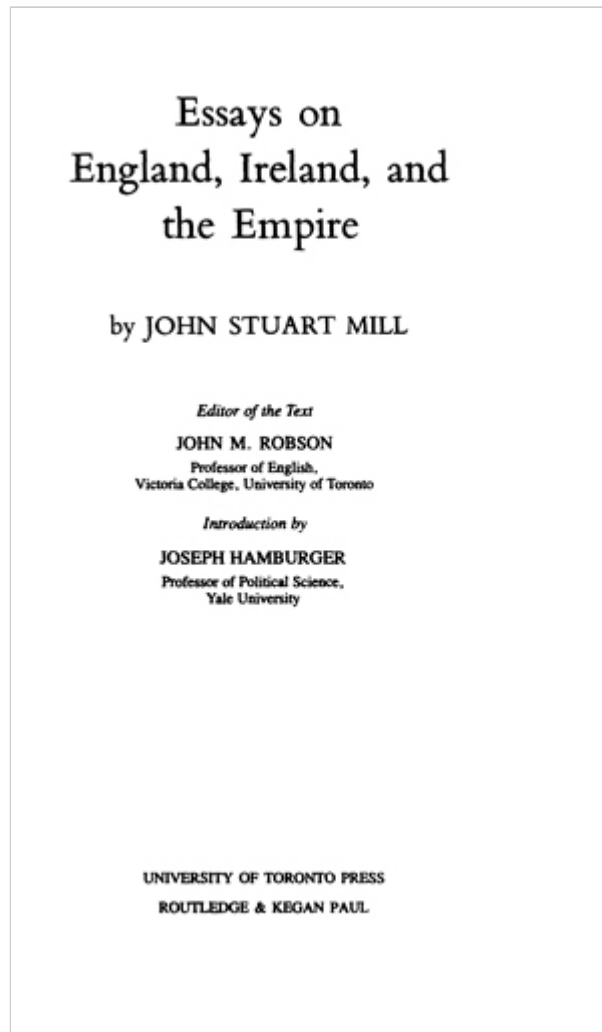 Essays on
England, Ireland, and
the Empire
by JOHN STUART MILL
Editor of the Text
JOHN M. ROBSON
Professor of English,
Victoria College, University of Toronto
Introduction by
JOSEPH HAMBURGER
Professor of Political Science,
Yale University
UNIVERSITY OF TORONTO PRESS
ROUTLEDGE & KEGAN PAUL